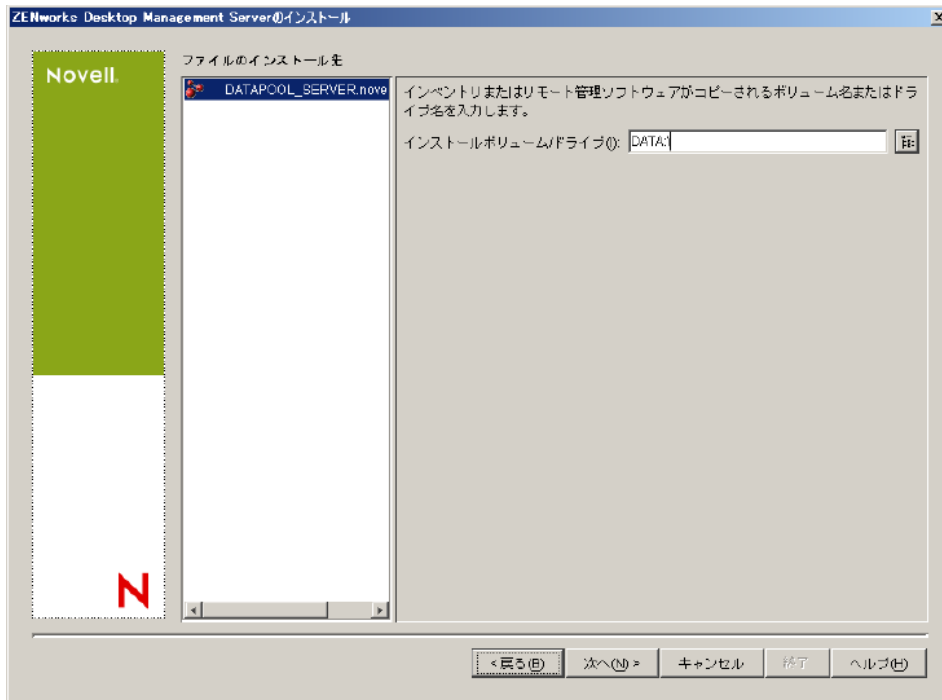 ZENworks Desktop Management Serverのインストール
Novell.
ファイルのインストール先
DATAPOOL_SERVER.nove
インベントリまたはリモート管理ソフトウェアがコピーされるボリューム名またはドラ
イブ名を入力します。
インストールボリューム/ドライブ(I): DATA:\
N
<戻る(B)
次へ(N) >
キャンセル
終了
ヘルプ(H)